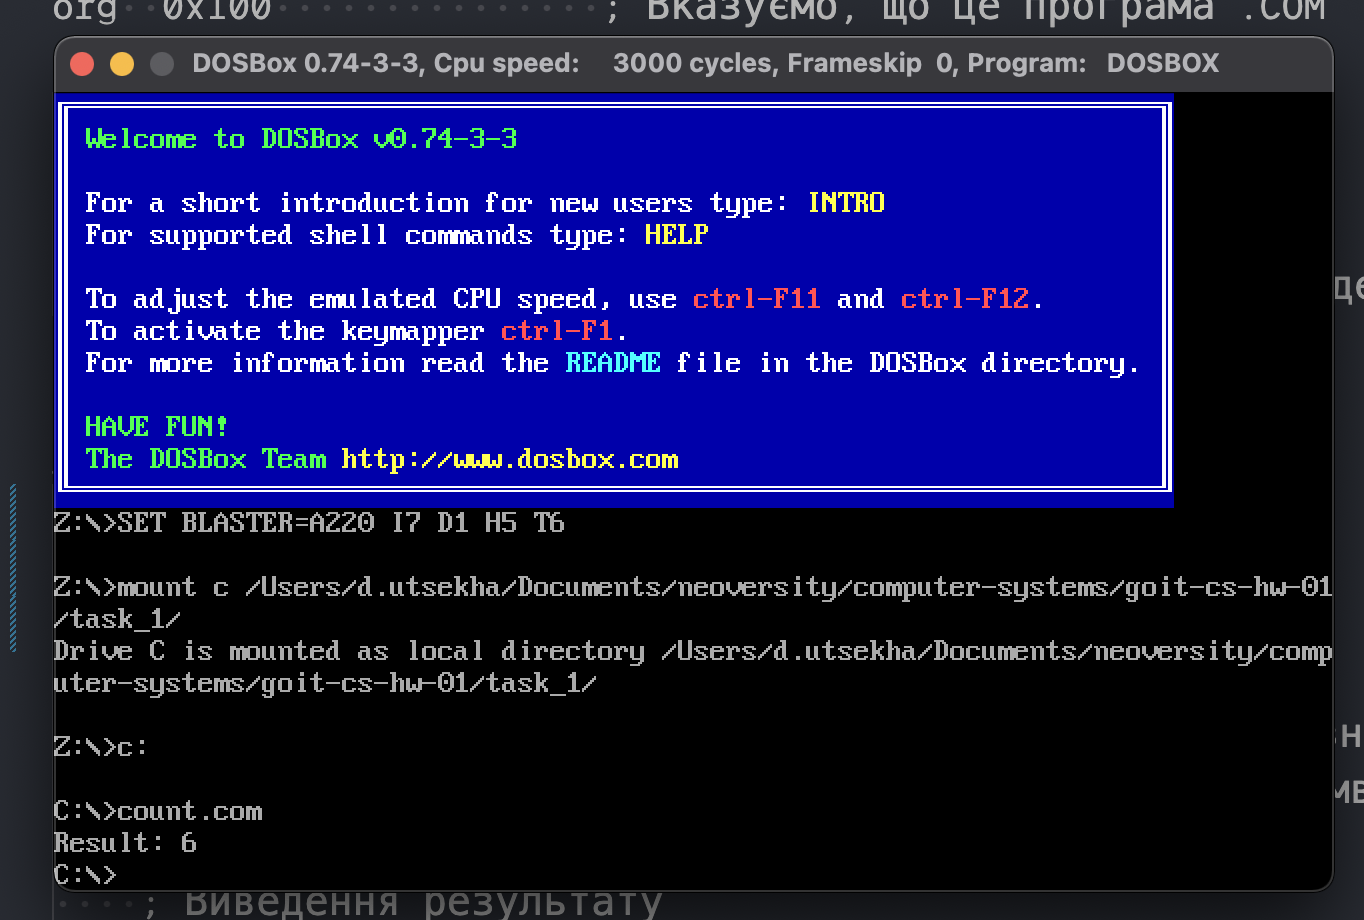 org 0x100 ; Вказуємо, що це програма .COM
DOSBox 0.74-3-3, Cpu speed: 3000 cycles, Frameskip 0, Program: DOSBOX
Welcome to DOSBox v0.74-3-3
For a short introduction for new users type: INTRO
For supported shell commands type: HELP
To adjust the emulated CPU speed, use ctrl-F11 and ctrl-F12.
To activate the keymapper ctrl-F1.
For more information read the README file in the DOSBox directory.
HAVE FUN!
The DOSBox Team http://www.dosbox.com
Z:\>SET BLASTER=A220 I7 D1 H5 T6
Z:\>mount c /Users/d.utsekha/Documents/neoversity/computer-systems/goit-cs-hw-01
/task_1/
Drive C is mounted as local directory /Users/d.utsekha/Documents/neoversity/comp
uter-systems/goit-cs-hw-01/task_1/
Z:\>c:
C:\>count.com
Result: 6
C:\>
; Виведення результату